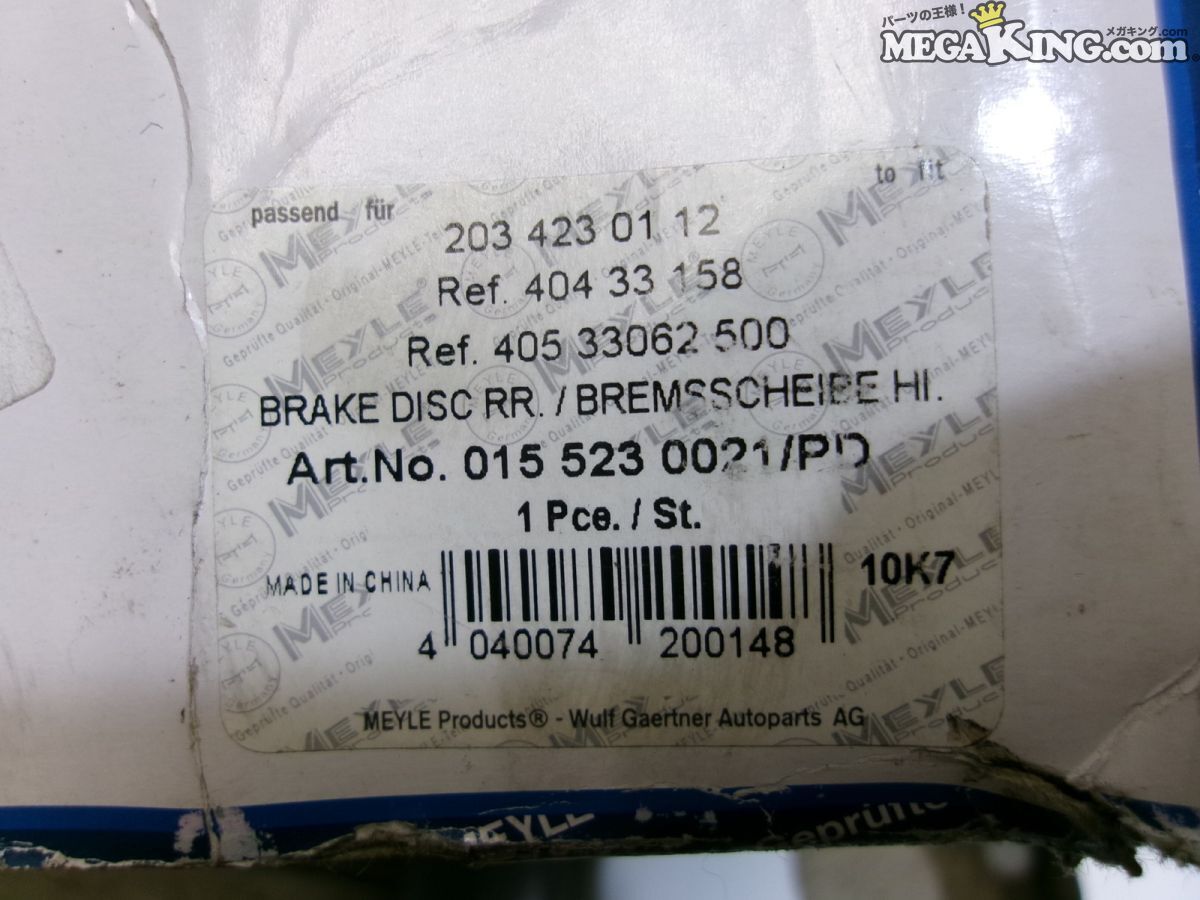 パーツの王様！
メガキング.com
MEGAKING.com
passend für
to fit
203 423 01 12
Ref. 404 33 158
Ref. 405 33062 500
BRAKE DISC RR. / BREMSSCHEIBE HI.
Art.No. 015 523 0021/PD
1 Pce. / St.
MADE IN CHINA
10K7
4 040074 200148
MEYLE Products® - Wulf Gaertner Autoparts AG
MEYLE
Geprüfte